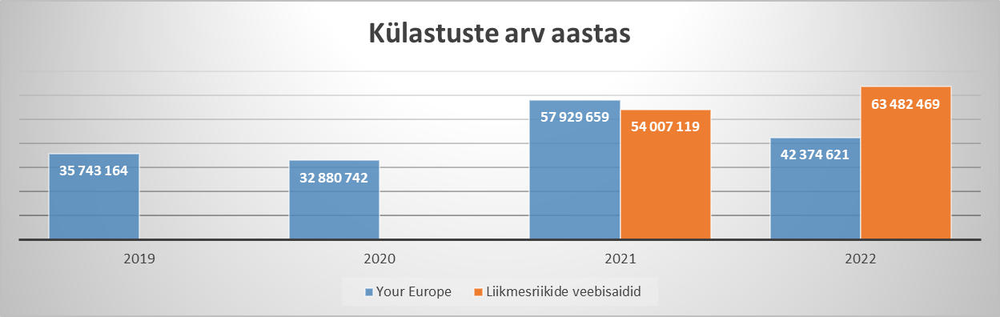 Külastuste arv aastas
35 743 164
32 880 742
57 929 659
54 007 119
42 374 621
63 482 469
2019
2020
2021
2022
Your Europe
Liikmesriikide veebisaidid